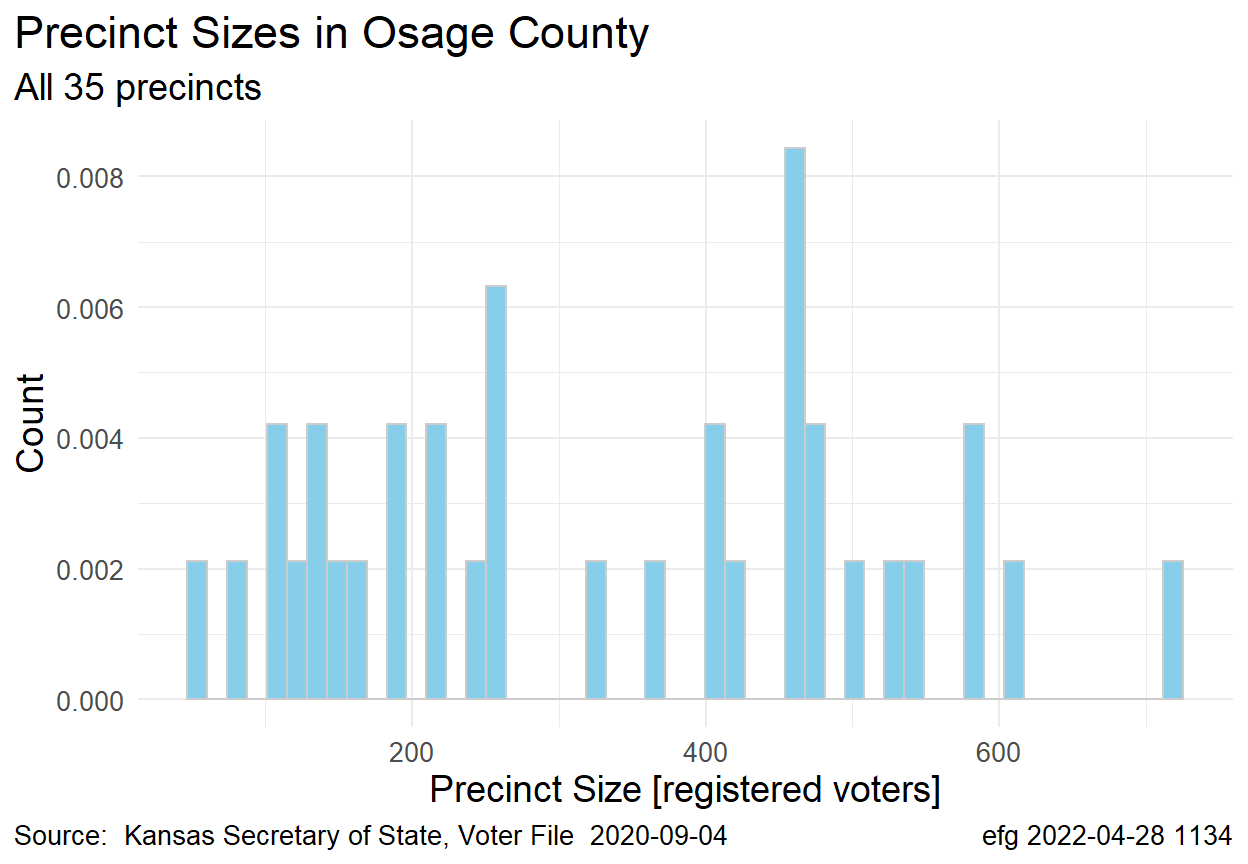 Precinct Sizes in Osage County
All 35 precincts
0.008
0.006
0.004
0.002
0.000
Count
200 400 600
Precinct Size [registered voters]
Source:  Kansas Secretary of State, Voter File  2020-09-04
efg 2022-04-28 1134